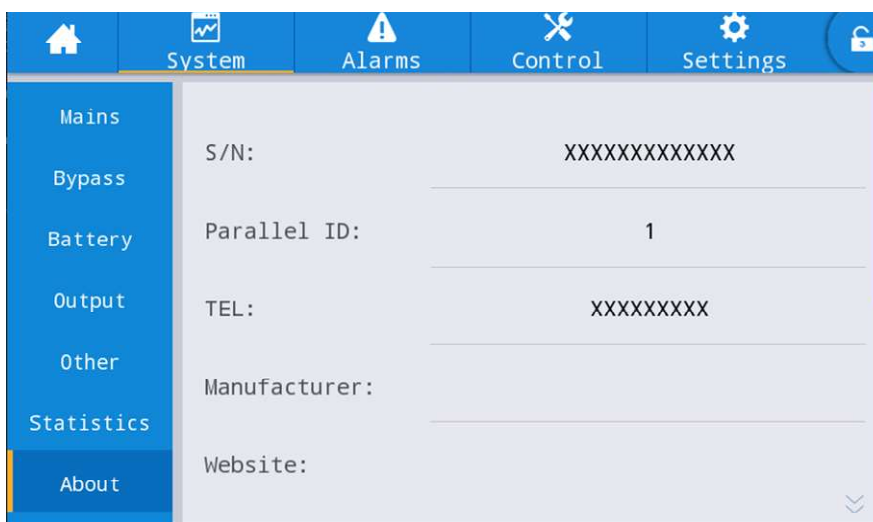 System
Alarms
Control
Settings
Mains
Bypass
Battery
Output
Other
Statistics
About
S/N: XXXXXXXXXXXXX
Parallel ID: 1
TEL: XXXXXXXXX
Manufacturer:
Website: